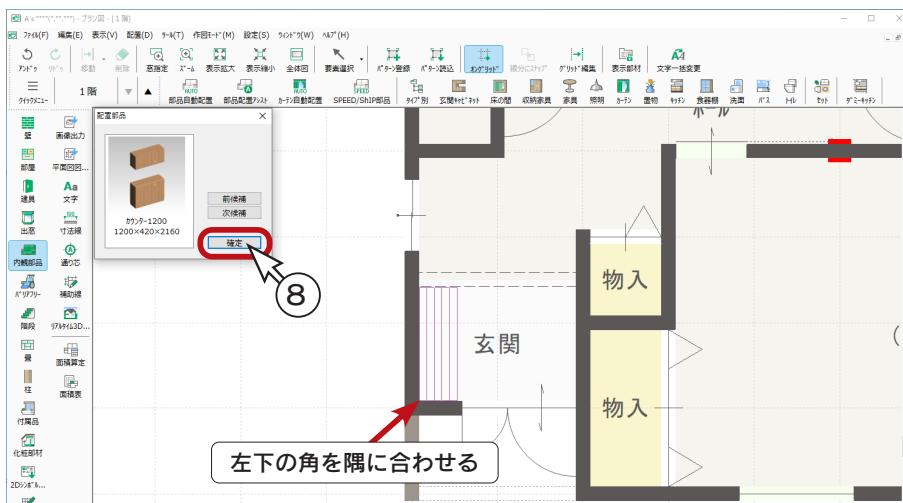 A's ****(*.**.***) - プラン図 - [1 階]
ファイル(F) 編集(E) 表示(V) 配置(D) ツール(T) 作図モード(M) 設定(S) ウィンドウ(W) ヘルプ(H)
アンドゥ リドゥ 移動 削除 窓指定 ズーム 表示拡大 表示縮小 全体図 要素選択 パターン登録 パターン読込 オングリッド 線分にスナップ グリッド編集 表示部材 文字一括変更
クイックメニュー 1 階 部品自動配置 部品配置アシスト カーテン自動配置 SPEED/SHIP部品 タイプ別 玄関キャビネット 床の間 収納家具 家具 照明 カーテン 置物 キッチン 食器棚 洗面 バス トイレ セット ダミーキッチン
AUTO AUTO SPEED
壁 画像出力
部屋 平面図図...
建具 文字
Aa
出窓 寸法線
内観部品 通り芯
バリアフリー 補助線
階段 リアルタイム3D...
畳 面積算定
柱 面積表
付属品
化粧部材
2Dシンボル...
配置部品
カウンター1200
1200×420×2160
前候補
次候補
確定
⑧
ホール
物入
玄関
物入
(
左下の角を隅に合わせる